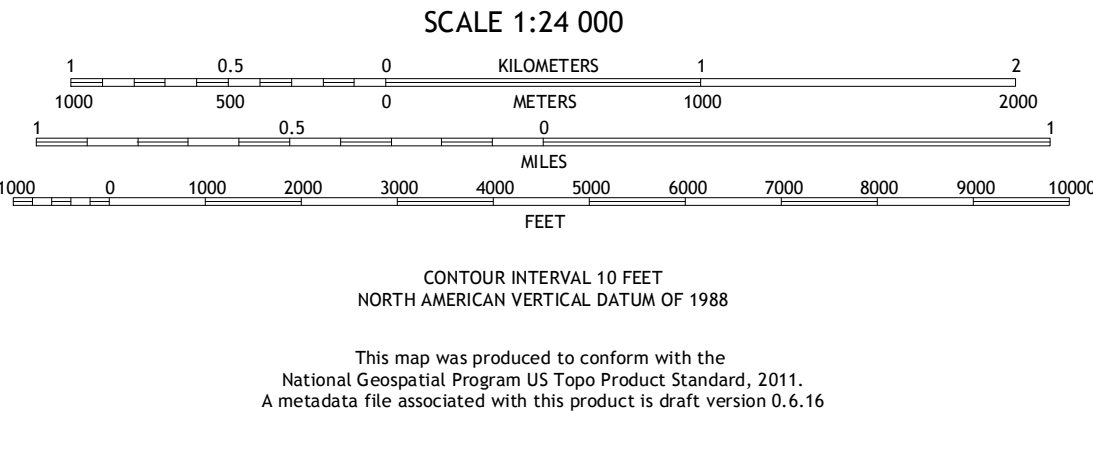 SCALE 1:24 000
1 0.5 0 KILOMETERS 1 2
1000 500 0 METERS 1000 2000
1 0.5 0 1
MILES
1000 0 1000 2000 3000 4000 5000 6000 7000 8000 9000 10000
FEET
CONTOUR INTERVAL 10 FEET
NORTH AMERICAN VERTICAL DATUM OF 1988
This map was produced to conform with the
National Geospatial Program US Topo Product Standard, 2011.
A metadata file associated with this product is draft version 0.6.16